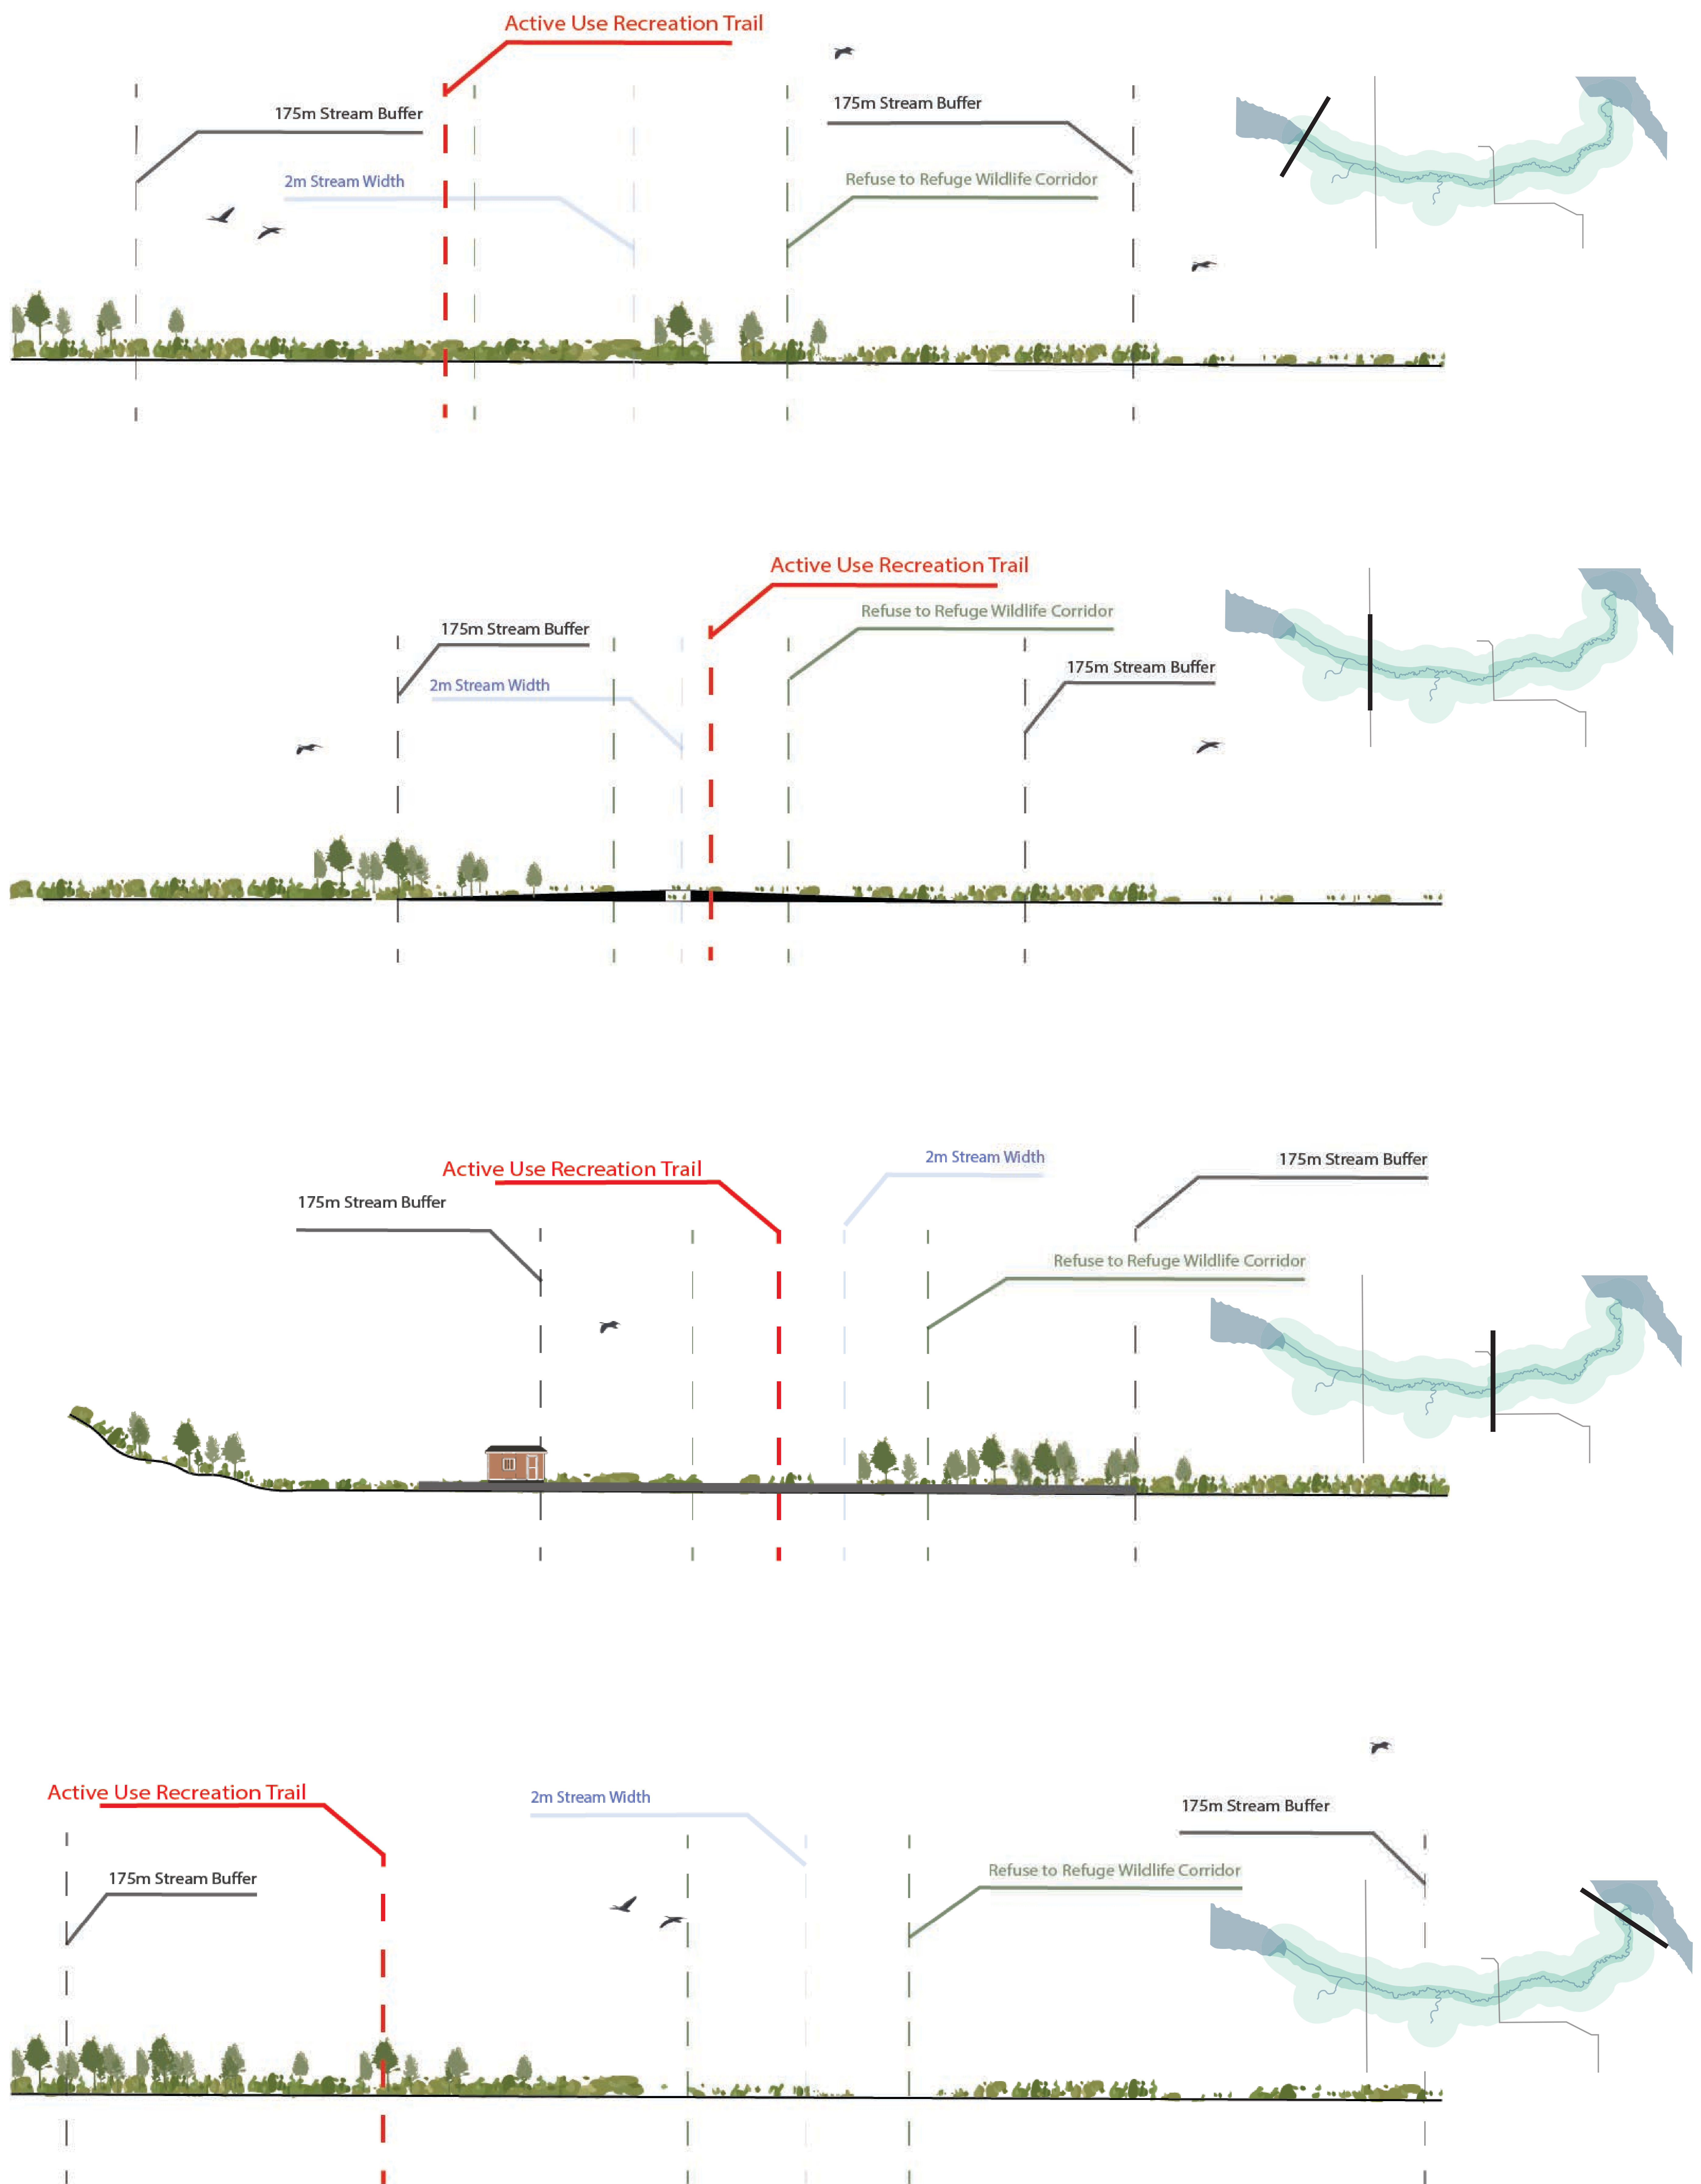 Active Use Recreation Trail
175m Stream Buffer
175m Stream Buffer
2m Stream Width
Refuse to Refuge Wildlife Corridor
Active Use Recreation Trail
Refuse to Refuge Wildlife Corridor
175m Stream Buffer
175m Stream Buffer
2m Stream Width
2m Stream Width
175m Stream Buffer
Active Use Recreation Trail
175m Stream Buffer
Refuse to Refuge Wildlife Corridor
Active Use Recreation Trail
2m Stream Width
175m Stream Buffer
Refuse to Refuge Wildlife Corridor
175m Stream Buffer